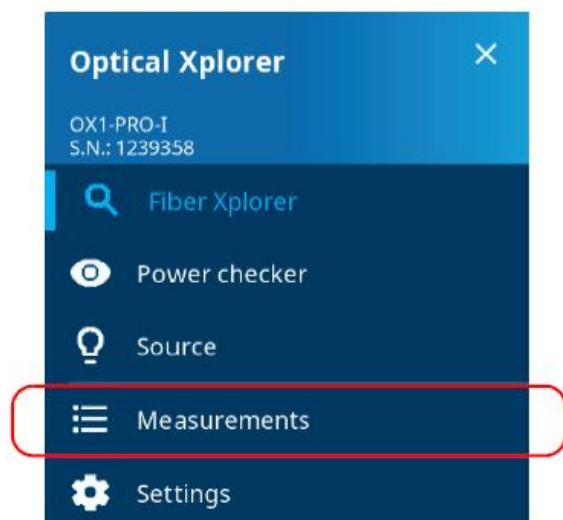 Optical Xplorer
OX1-PRO-I
S.N.: 1239358
Fiber Xplorer
Power checker
Source
Measurements
Settings